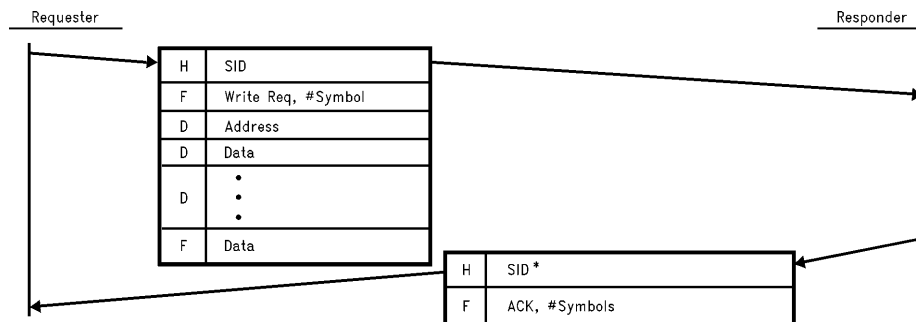 Requester
Responder
H SID
F Write Req, #Symbol
D Address
D Data
D
F Data
H SID*
F ACK, #Symbols